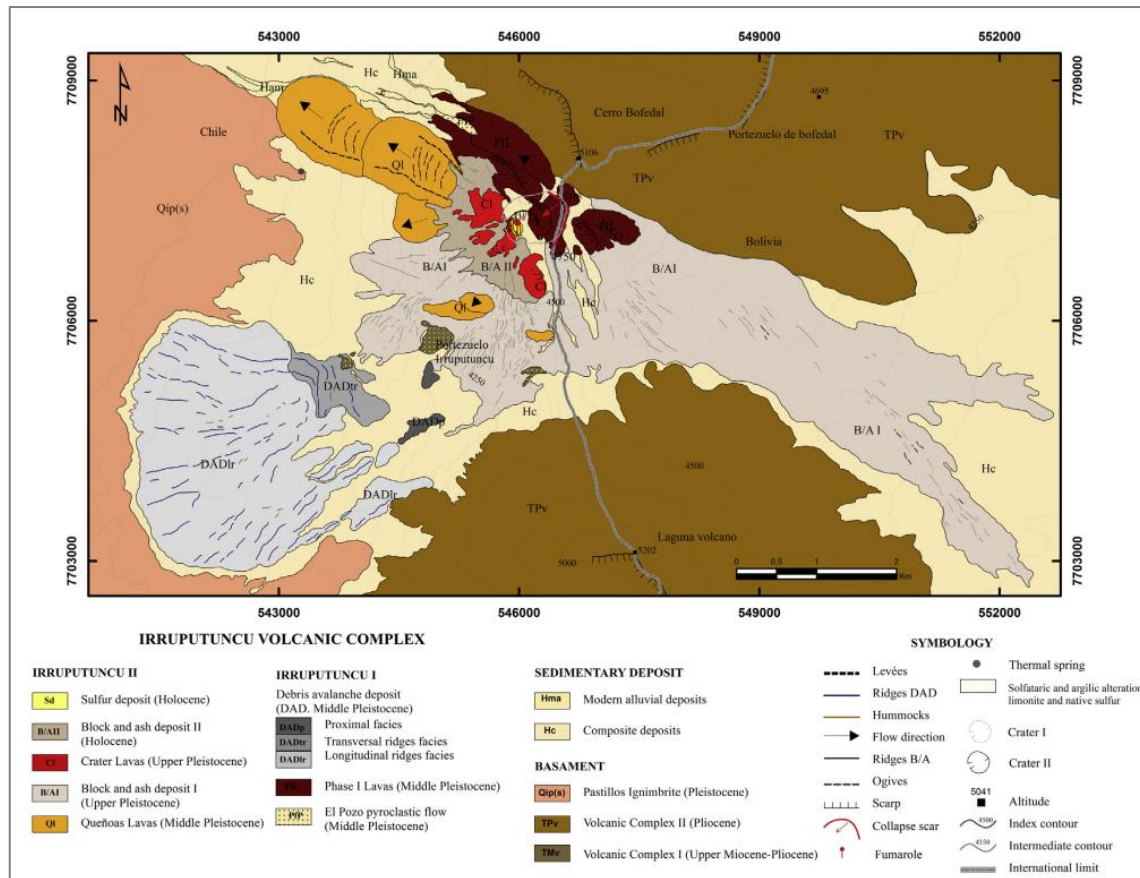 543000 546000 549000 552000
7709000 7709000
Hc
Hma
Cerro Bofedal
4695
Portezuelo de bofedal
TPv
Chile
PIL
5106
Ql
TPv
Qip(s)
Cl
PIL
4550
Bolivia
B/AI
B/A II
B/AI
Hc
Cl
Hc
4500
7706000 7706000
Ql
Portezuelo
Irruputuncu
4250
DADtr
Hc
DADp
B/A I
Hc
DADlr
4500
DADlr
TPv
Laguna volcano
5202
5000
7703000 7703000
0 0,5 1 2
Km
543000 546000 549000 552000
IRRUPUTUNCU VOLCANIC COMPLEX
IRRUPUTUNCU II
Sd Sulfur deposit (Holocene)
B/AII Block and ash deposit II
(Holocene)
Cl Crater Lavas (Upper Pleistocene)
B/AI Block and ash deposit I
(Upper Pleistocene)
Ql Queñoas Lavas (Middle Pleistocene)
IRRUPUTUNCU I
Debris avalanche deposit
(DAD. Middle Pleistocene)
DADp Proximal facies
DADtr Transversal ridges facies
DADlr Longitudinal ridges facies
PIL Phase I Lavas (Middle Pleistocene)
El Pozo pyroclastic flow
(Middle Pleistocene)
SEDIMENTARY DEPOSIT
Hma Modern alluvial deposits
Hc Composite deposits
BASAMENT
Qip(s) Pastillos Ignimbrite (Pleistocene)
TPv Volcanic Complex II (Pliocene)
TMv Volcanic Complex I (Upper Miocene-Pliocene)
SYMBOLOGY
Levées
Ridges DAD
Hummocks
Flow direction
Ridges B/A
Ogives
Scarp
Collapse scar
Fumarole
Thermal spring
Solfataric and argilic alteration
limonite and native sulfur
Crater I
Crater II
5041
Altitude
4500 Index contour
4550 Intermediate contour
International limit